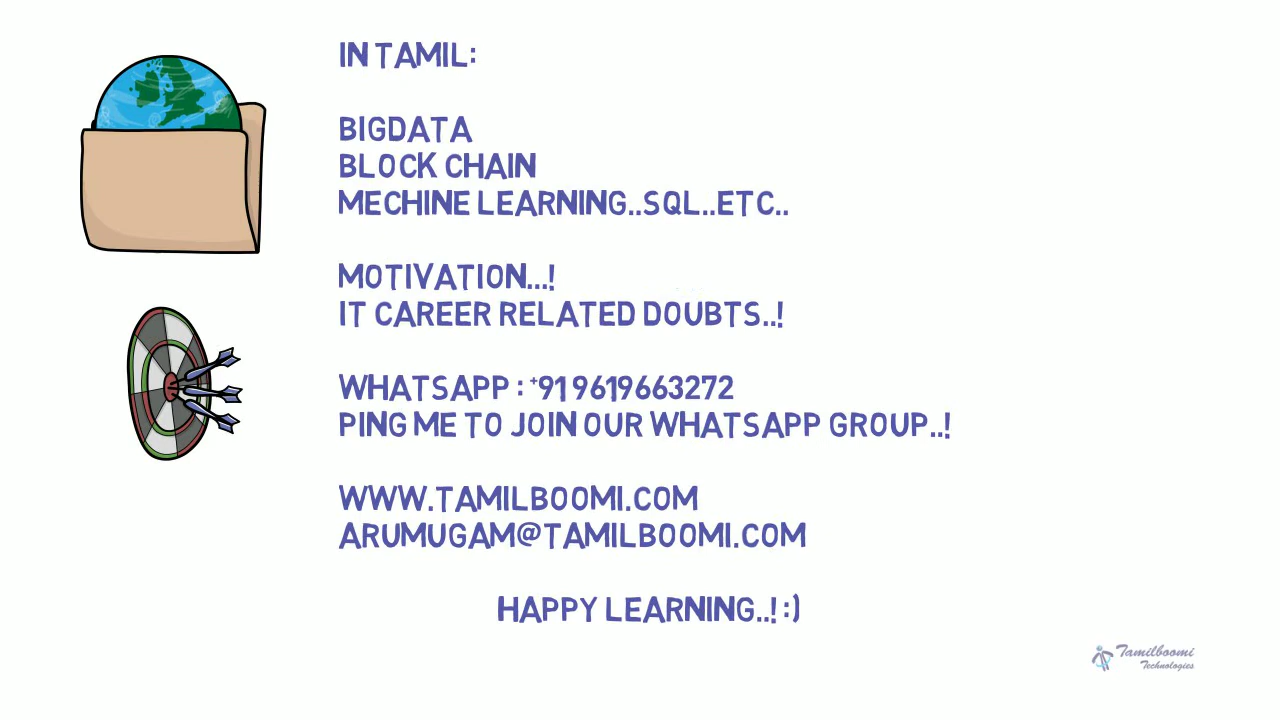 IN TAMIL:
BIGDATA
BLOCK CHAIN
MECHINE LEARNING..SQL..ETC..
MOTIVATION...!
IT CAREER RELATED DOUBTS..!
WHATSAPP : +91 9619663272
PING ME TO JOIN OUR WHATSAPP GROUP..!
WWW.TAMILBOOMI.COM
ARUMUGAM@TAMILBOOMI.COM
HAPPY LEARNING..! :)
Tamilboomi
Technologies